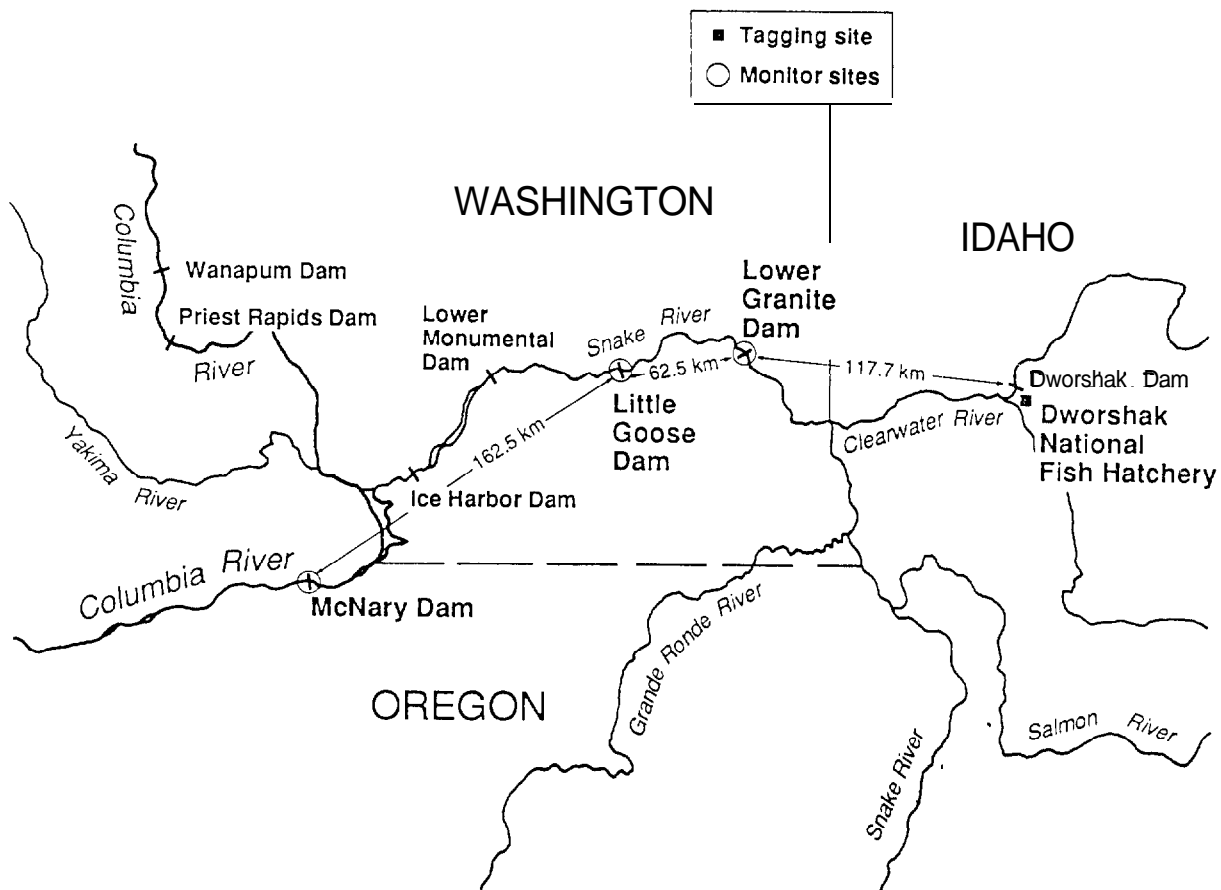 Tagging site
Monitor sites
WASHINGTON
IDAHO
Columbia
River
Wanapum Dam
Priest Rapids Dam
Lower
Monumental
Dam
Snake River
Lower
Granite
Dam
62.5 km
117.7 km
Dworshak Dam
Dworshak
National
Fish Hatchery
Clearwater River
Little
Goose
Dam
162.5 km
Yakima River
Ice Harbor Dam
Columbia River
McNary Dam
OREGON
Grande Ronde River
Snake River
Salmon River